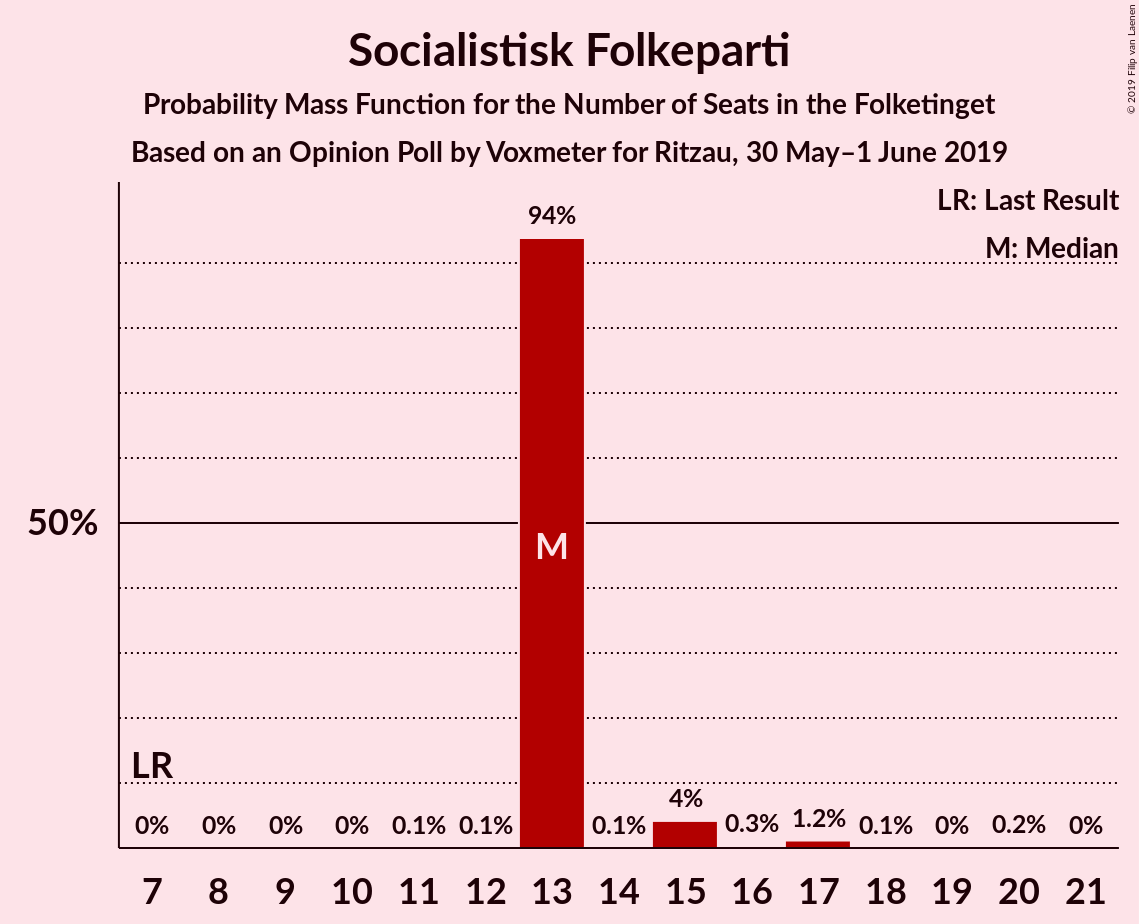 Socialistisk Folkeparti
Probability Mass Function for the Number of Seats in the Folketinget
Based on an Opinion Poll by Voxmeter for Ritzau, 30 May–1 June 2019
© 2019 Filip van Laenen
LR: Last Result
M: Median
94%
50%
M
LR
0%
0%
0%
0%
0.1%
0.1%
0.1%
4%
0.3%
1.2%
0.1%
0%
0.2%
0%
7 8 9 10 11 12 13 14 15 16 17 18 19 20 21